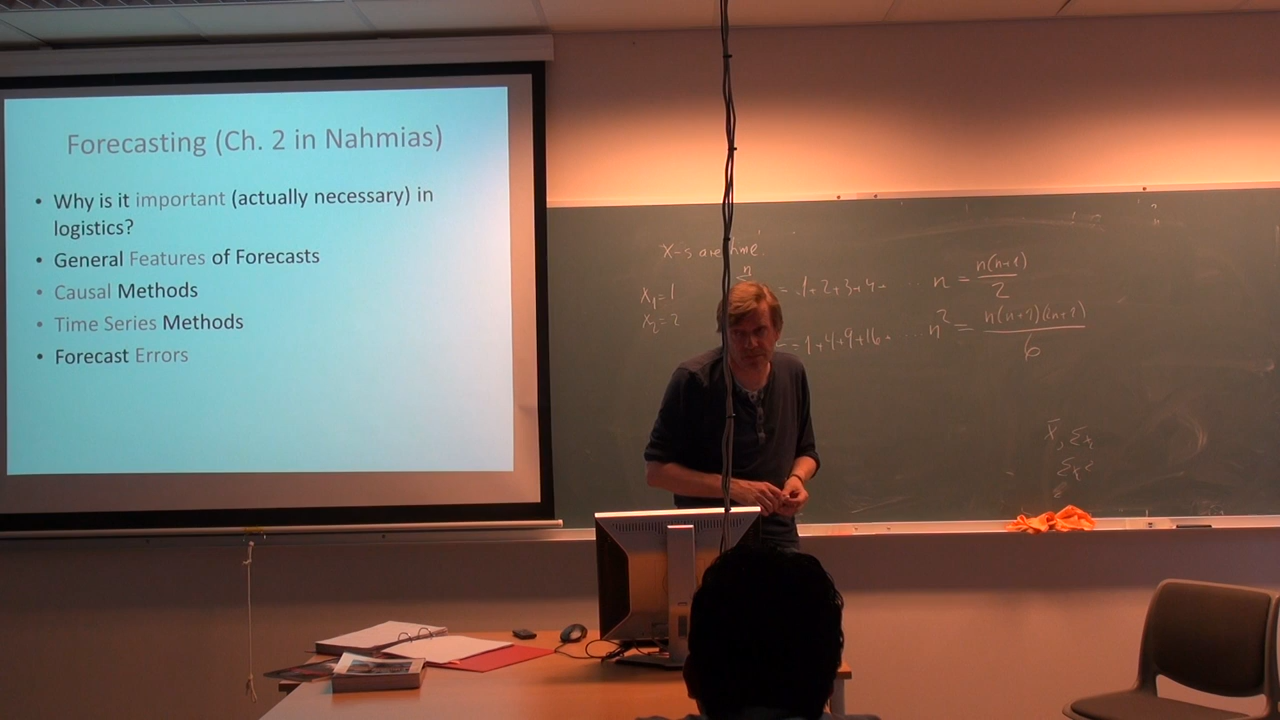 Forecasting (Ch. 2 in Nahmias)
• Why is it important (actually necessary) in
logistics?
• General Features of Forecasts
• Causal Methods
• Time Series Methods
• Forecast Errors
X-s are time.
n
X₁=1
= 1+2+3+4+ ... n = n(n+1)/2
X₂=2
= 1+4+9+16+ ... n² = n(n+1)(2n+1)/6